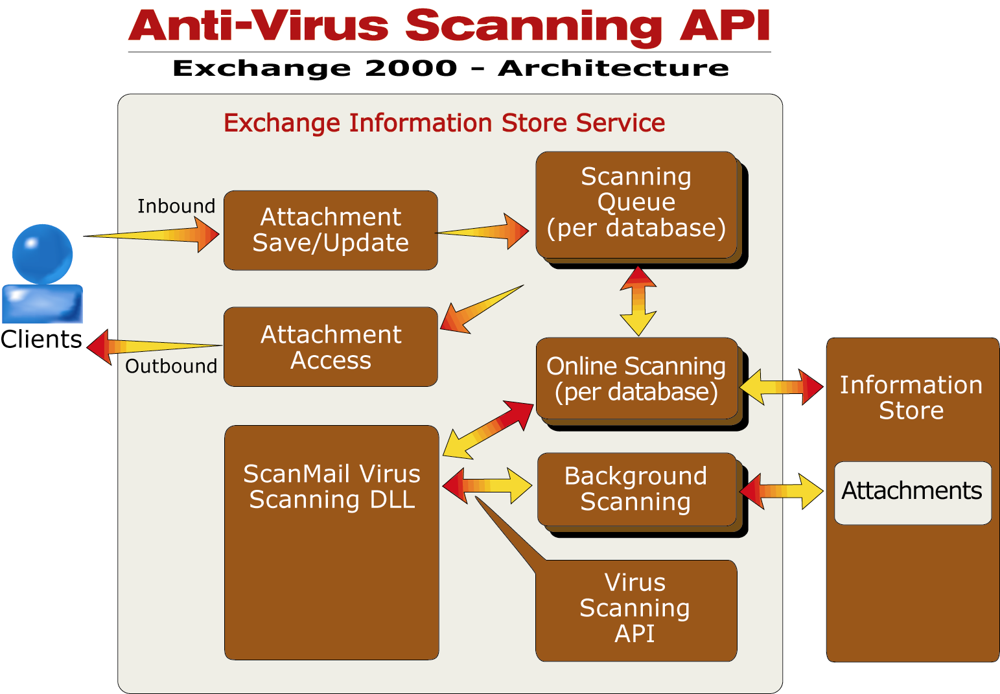 Anti-Virus Scanning API
Exchange 2000 – Architecture
Exchange Information Store Service
Inbound
Attachment
Save/Update
Scanning
Queue
(per database)
Clients
Outbound
Attachment
Access
Online Scanning
(per database)
Information
Store
ScanMail Virus
Scanning DLL
Background
Scanning
Attachments
Virus
Scanning
API